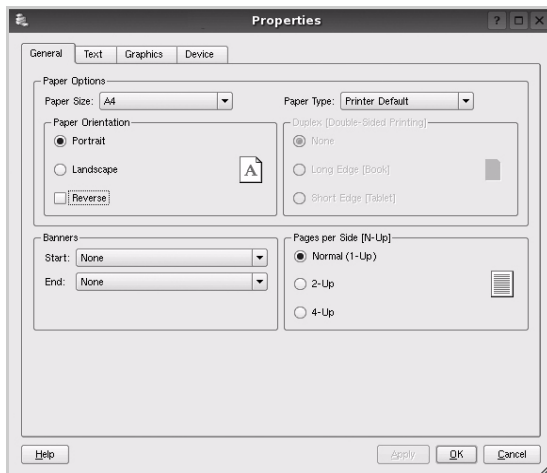 Properties
General Text Graphics Device
Paper Options
Paper Size: A4 Paper Type: Printer Default
Paper Orientation
Portrait
Landscape
Reverse
A
Duplex [Double-Sided Printing]
None
Long Edge [Book]
Short Edge [Tablet]
Banners
Start: None
End: None
Pages per Side [N-Up]
Normal (1-Up)
2-Up
4-Up
Help Apply OK Cancel